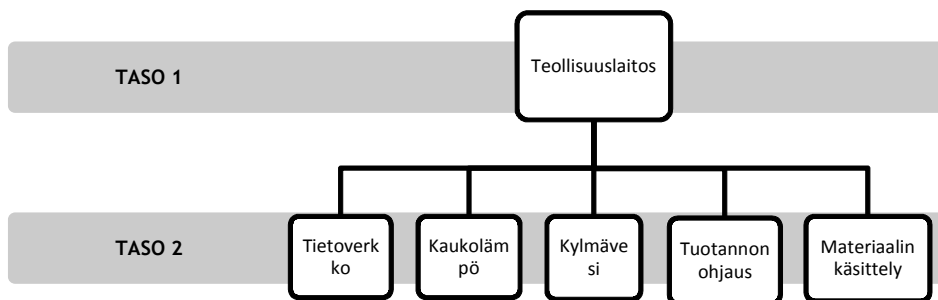 TASO 1
Teollisuuslaitos
TASO 2
Tietoverk
ko
Kaukoläm
pö
Kylmäve
si
Tuotannon
ohjaus
Materiaalin
käsittely